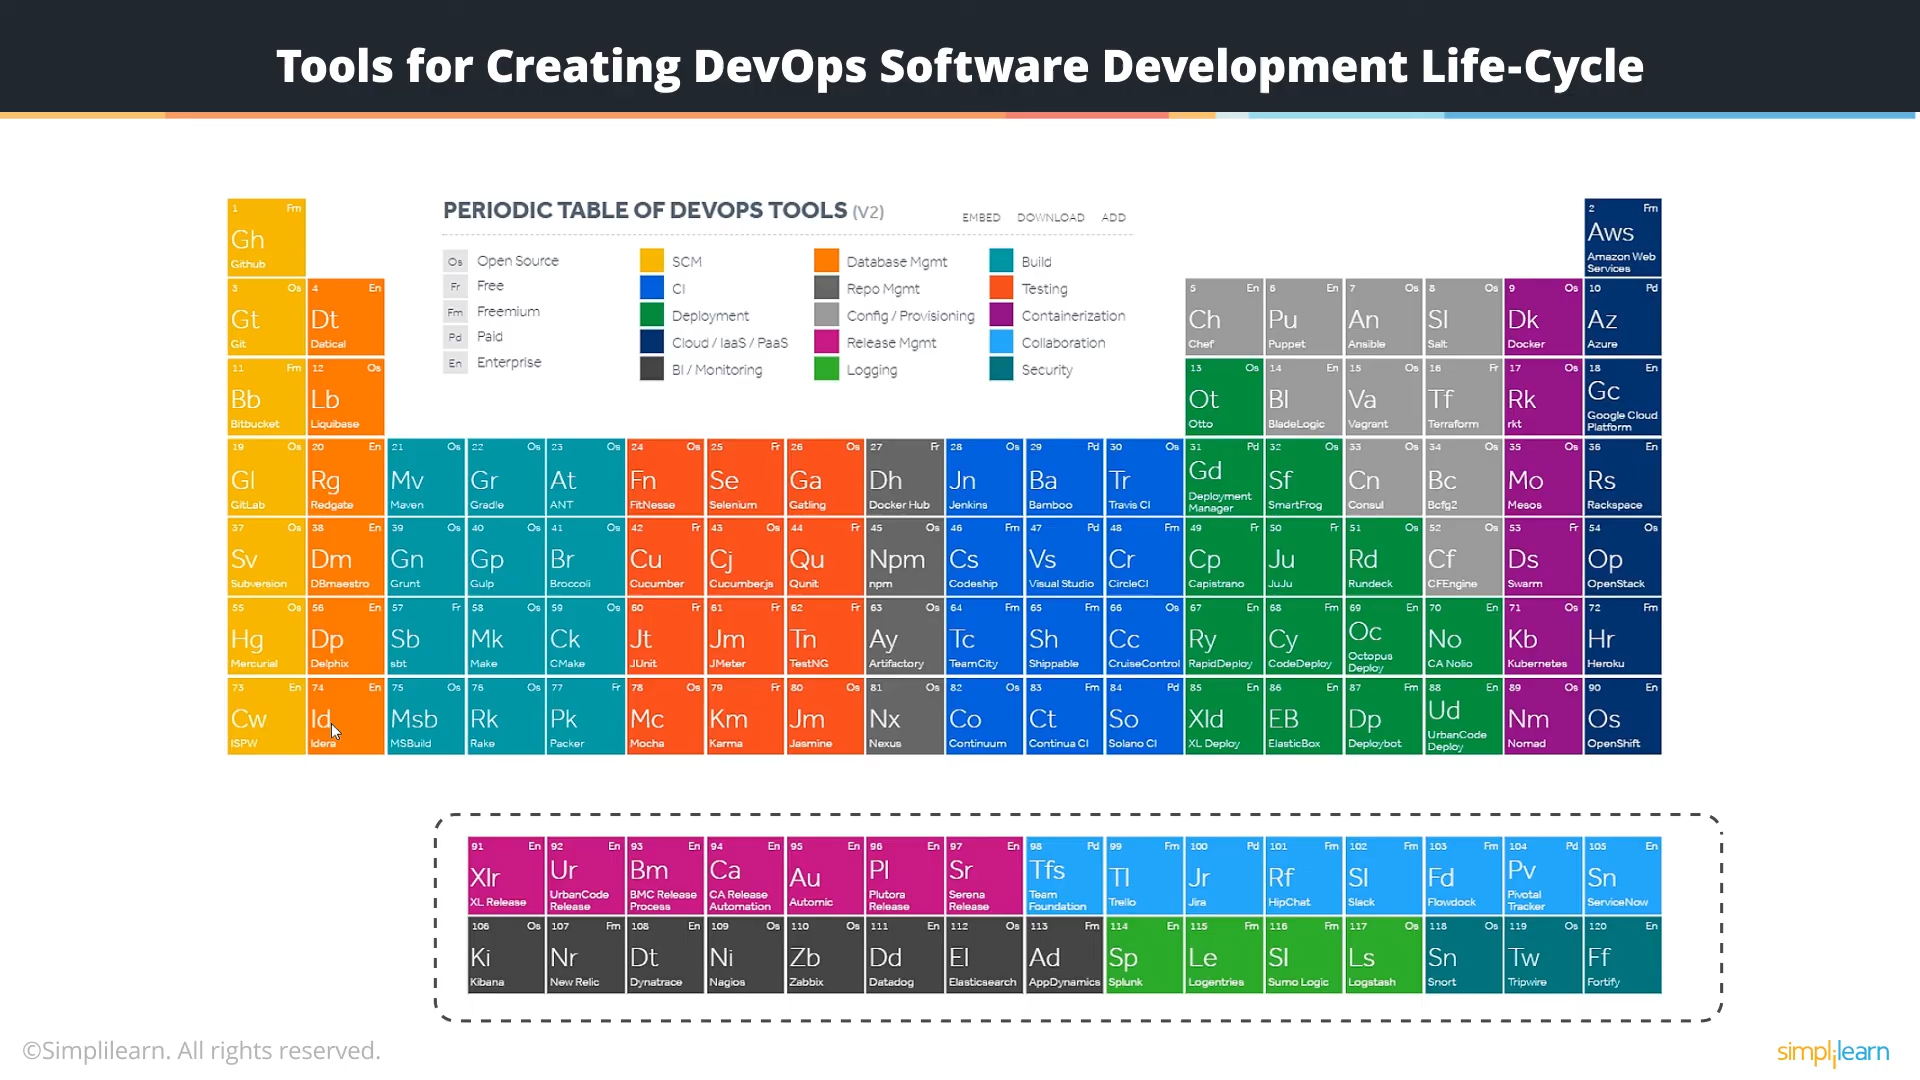 Tools for Creating DevOps Software Development Life-Cycle
PERIODIC TABLE OF DEVOPS TOOLS (V2)
EMBED DOWNLOAD ADD
Os Open Source
Fr Free
Fm Freemium
Pd Paid
En Enterprise
SCM
CI
Deployment
Cloud / IaaS / PaaS
BI / Monitoring
Database Mgmt
Repo Mgmt
Config / Provisioning
Release Mgmt
Logging
Build
Testing
Containerization
Collaboration
Security
1 Fm Gh Github
2 Fm Aws Amazon Web Services
3 Os Gt Git
4 En Dt Datical
5 En Ch Chef
6 En Pu Puppet
7 Os An Ansible
8 Os Sl Salt
9 Os Dk Docker
10 Pd Az Azure
11 Fm Bb Bitbucket
12 Os Lb Liquibase
13 Os Ot Otto
14 En Bl BladeLogic
15 Os Va Vagrant
16 Fr Tf Terraform
17 Os Rk rkt
18 En Gc Google Cloud Platform
19 Os Gl GitLab
20 En Rg Redgate
21 Os Mv Maven
22 Os Gr Gradle
23 Os At ANT
24 Os Fn FitNesse
25 Fr Se Selenium
26 Os Ga Gatling
27 Fr Dh Docker Hub
28 Os Jn Jenkins
29 Pd Ba Bamboo
30 Os Tr Travis CI
31 Pd Gd Deployment Manager
32 Os Sf SmartFrog
33 Os Cn Consul
34 Os Bc Bcfg2
35 Os Mo Mesos
36 En Rs Rackspace
37 Os Sv Subversion
38 En Dm DBmaestro
39 Os Gn Grunt
40 Os Gp Gulp
41 Os Br Broccoli
42 Fr Cu Cucumber
43 Os Cj Cucumber.js
44 Fr Qu Qunit
45 Os Npm npm
46 Fm Cs Codeship
47 Pd Vs Visual Studio
48 Fm Cr CircleCI
49 Fr Cp Capistrano
50 Fr Ju JuJu
51 Os Rd Rundeck
52 Os Cf CFEngine
53 Fr Ds Swarm
54 Os Op OpenStack
55 Os Hg Mercurial
56 En Dp Delphix
57 Fr Sb sbt
58 Os Mk Make
59 Os Ck CMake
60 Fr Jt JUnit
61 Fr Jm JMeter
62 Fr Tn TestNG
63 Os Ay Artifactory
64 Fm Tc TeamCity
65 Fm Sh Shippable
66 Os Cc CruiseControl
67 En Ry RapidDeploy
68 Fm Cy CodeDeploy
69 En Oc Octopus Deploy
70 En No CA Nolio
71 Os Kb Kubernetes
72 Fm Hr Heroku
73 En Cw ISPW
74 En Id Idera
75 Os Msb MSBuild
76 Os Rk Rake
77 Fr Pk Packer
78 Os Mc Mocha
79 Fr Km Karma
80 Os Jm Jasmine
81 Os Nx Nexus
82 Os Co Continuum
83 Fm Ct Continua CI
84 Pd So Solano CI
85 En Xld XL Deploy
86 En EB ElasticBox
87 Fm Dp Deploybot
88 En Ud UrbanCode Deploy
89 Os Nm Nomad
90 En Os OpenShift
91 En Xlr XL Release
92 En Ur UrbanCode Release
93 En Bm BMC Release Process
94 En Ca CA Release Automation
95 En Au Automic
96 En Pl Plutora Release
97 En Sr Serena Release
98 Pd Tfs Team Foundation
99 Fm Tl Trello
100 Pd Jr Jira
101 Fm Rf HipChat
102 Fm Sl Slack
103 Fm Fd Flowdock
104 Pd Pv Pivotal Tracker
105 En Sn ServiceNow
106 Os Ki Kibana
107 Fm Nr New Relic
108 En Dt Dynatrace
109 Os Ni Nagios
110 Os Zb Zabbix
111 En Dd Datadog
112 Os El Elasticsearch
113 Fm Ad AppDynamics
114 En Sp Splunk
115 Fm Le Logentries
116 Fm Sl Sumo Logic
117 Os Ls Logstash
118 Os Sn Snort
119 Os Tw Tripwire
120 En Ff Fortify
©Simplilearn. All rights reserved.
simplilearn